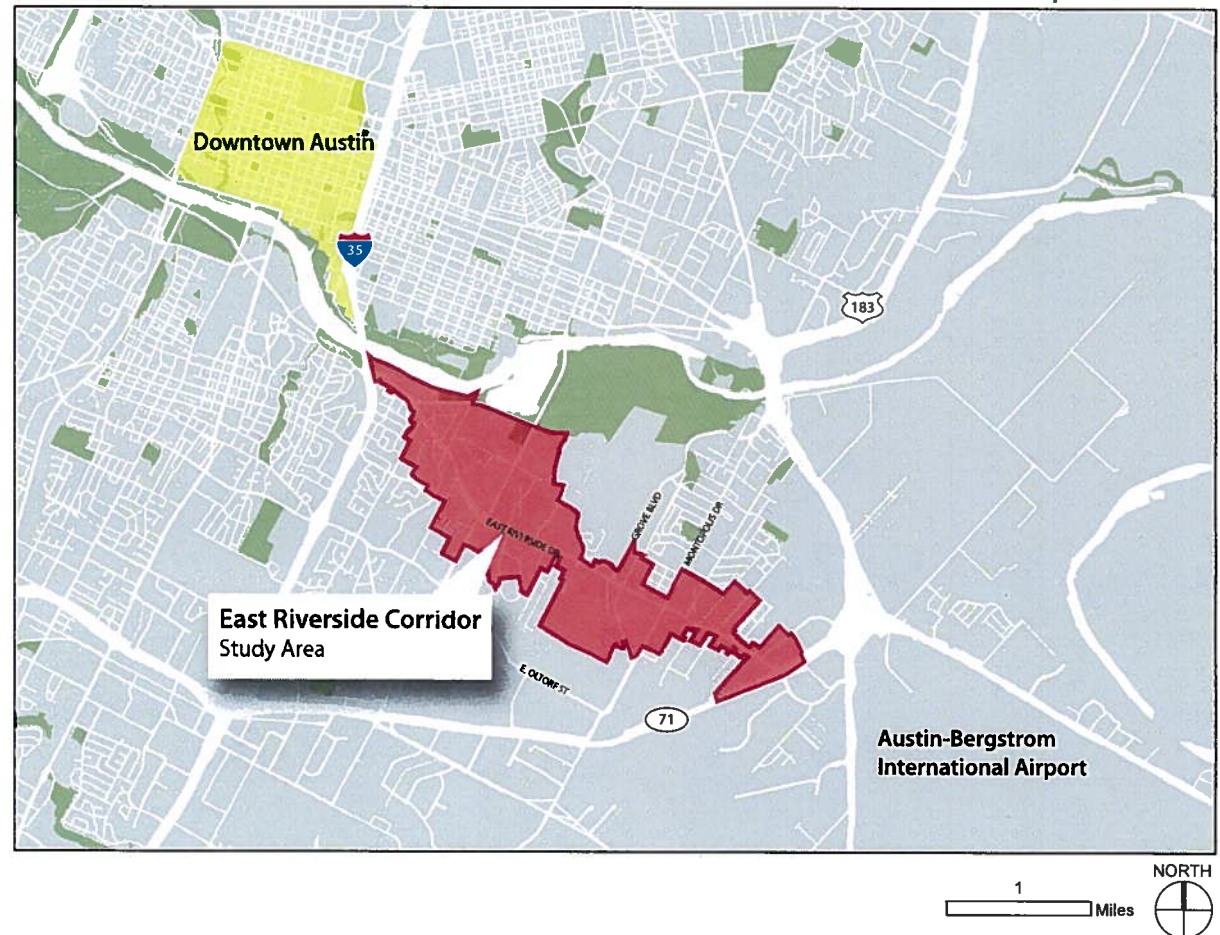 Downtown Austin
35
183
GROVE BLVD
MONTOPOLIS DR
EAST RIVERSIDE DR
East Riverside Corridor
Study Area
E. OLTORF ST
71
Austin-Bergstrom
International Airport
NORTH
1
Miles